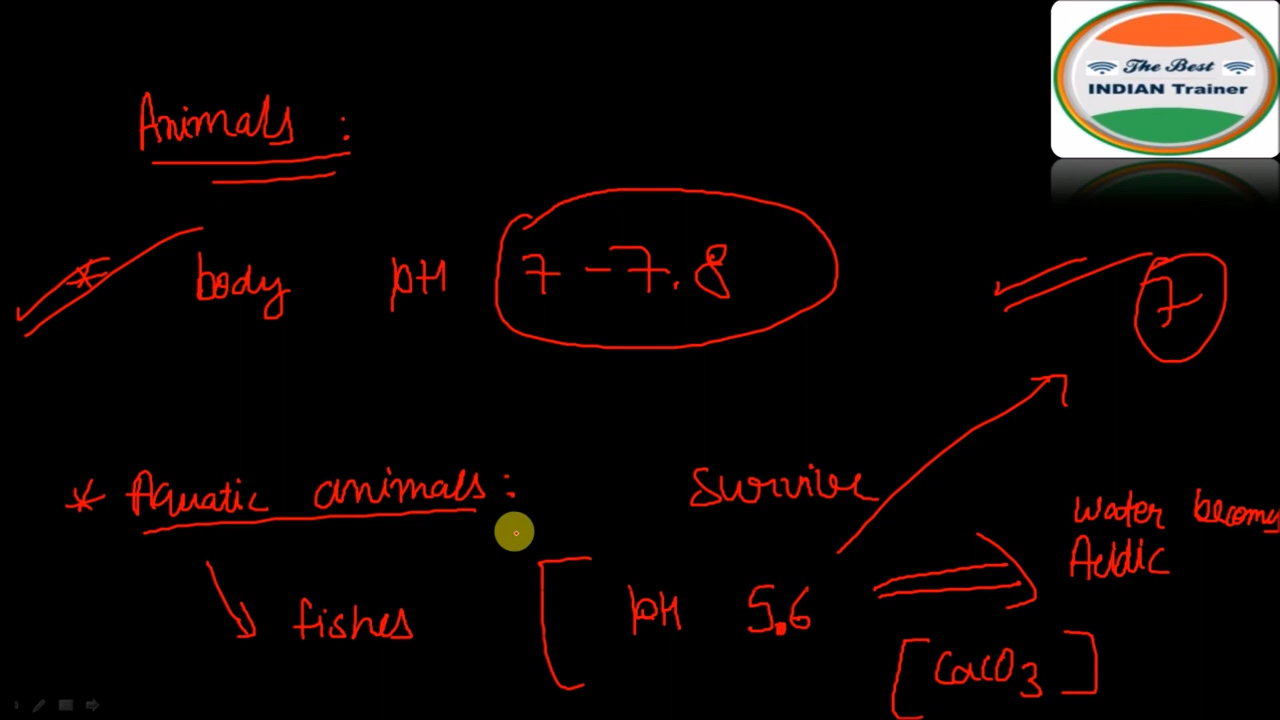 The Best
INDIAN Trainer
Animals :
* body pH 7 - 7.8
7
* Aquatic animals :
Survive
water becomes
Acidic
fishes
pH 5.6
[CaCO3]